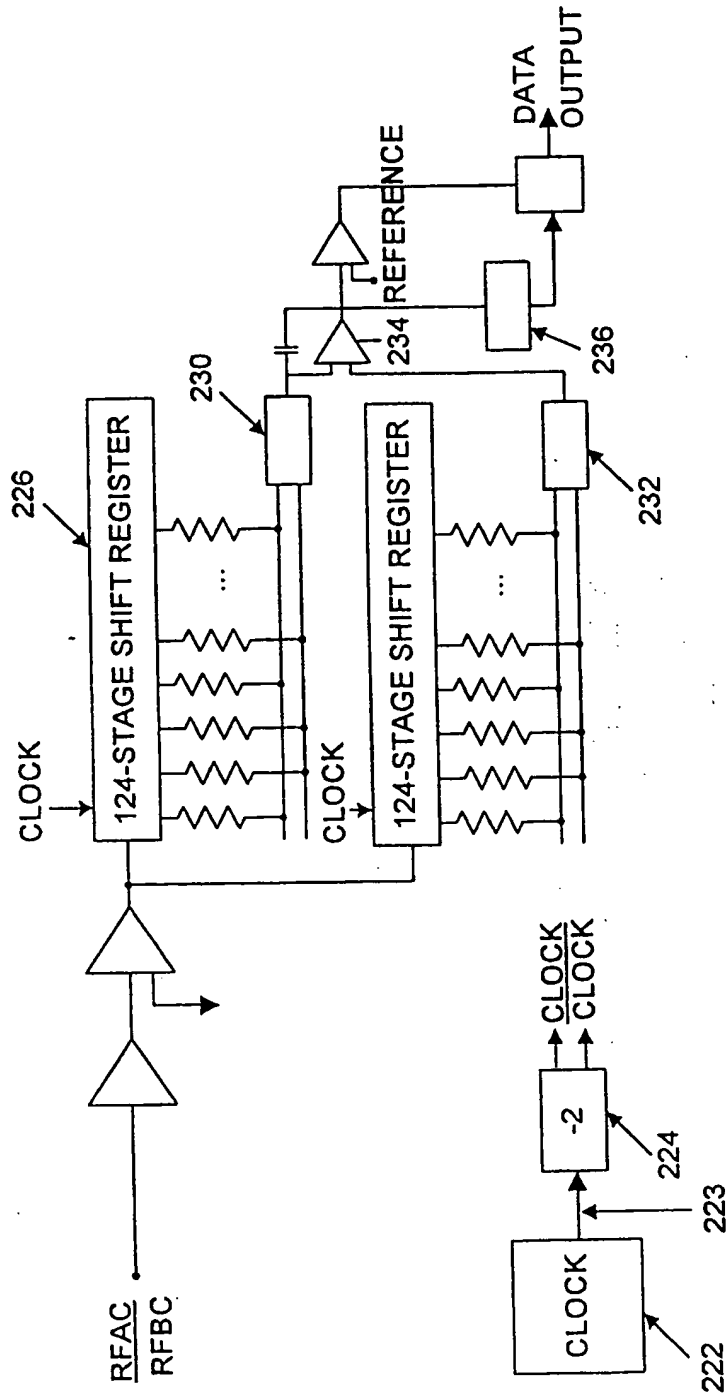 226
CLOCK
124-STAGE SHIFT REGISTER
...
230
RFAC
RFBC
CLOCK
124-STAGE SHIFT REGISTER
...
232
234
REFERENCE
236
DATA
OUTPUT
CLOCK
222
223
-2
224
CLOCK
CLOCK